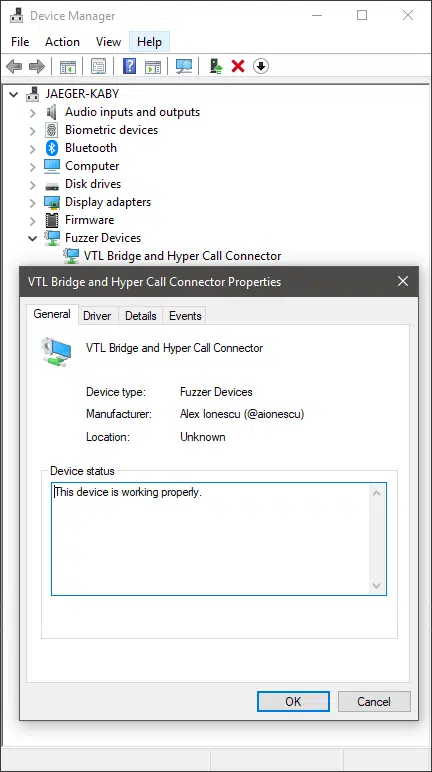 Device Manager
File Action View Help
JAEGER-KABY
Audio inputs and outputs
Biometric devices
Bluetooth
Computer
Disk drives
Display adapters
Firmware
Fuzzer Devices
VTL Bridge and Hyper Call Connector
VTL Bridge and Hyper Call Connector Properties
General Driver Details Events
VTL Bridge and Hyper Call Connector
Device type: Fuzzer Devices
Manufacturer: Alex Ionescu (@aionescu)
Location: Unknown
Device status
This device is working properly.
OK Cancel